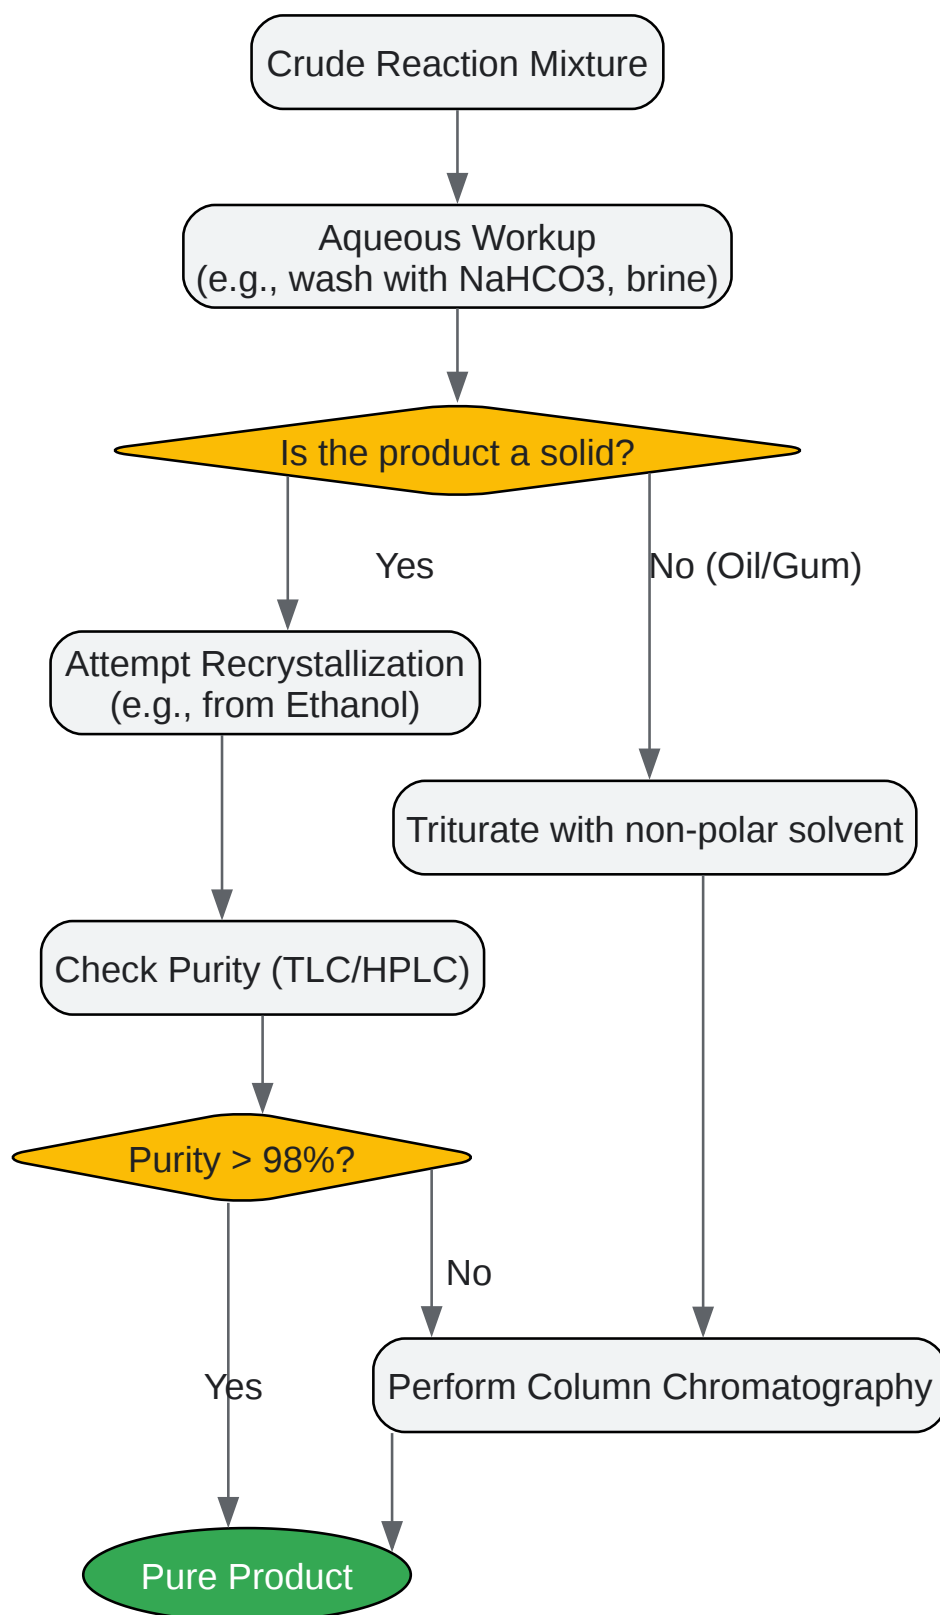 Crude Reaction Mixture
Aqueous Workup
(e.g., wash with NaHCO3, brine)
Is the product a solid?
Yes
No (Oil/Gum)
Attempt Recrystallization
(e.g., from Ethanol)
Triturate with non-polar solvent
Check Purity (TLC/HPLC)
Purity > 98%?
No
Yes
Perform Column Chromatography
Pure Product